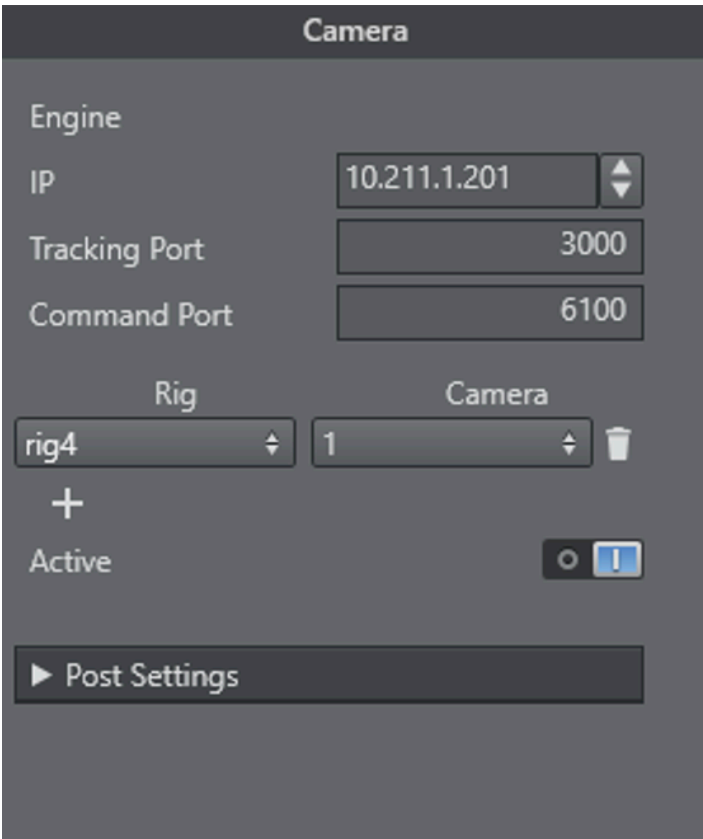 Camera
Engine
IP 10.211.1.201
Tracking Port 3000
Command Port 6100
Rig Camera
rig4 1
Active
Post Settings